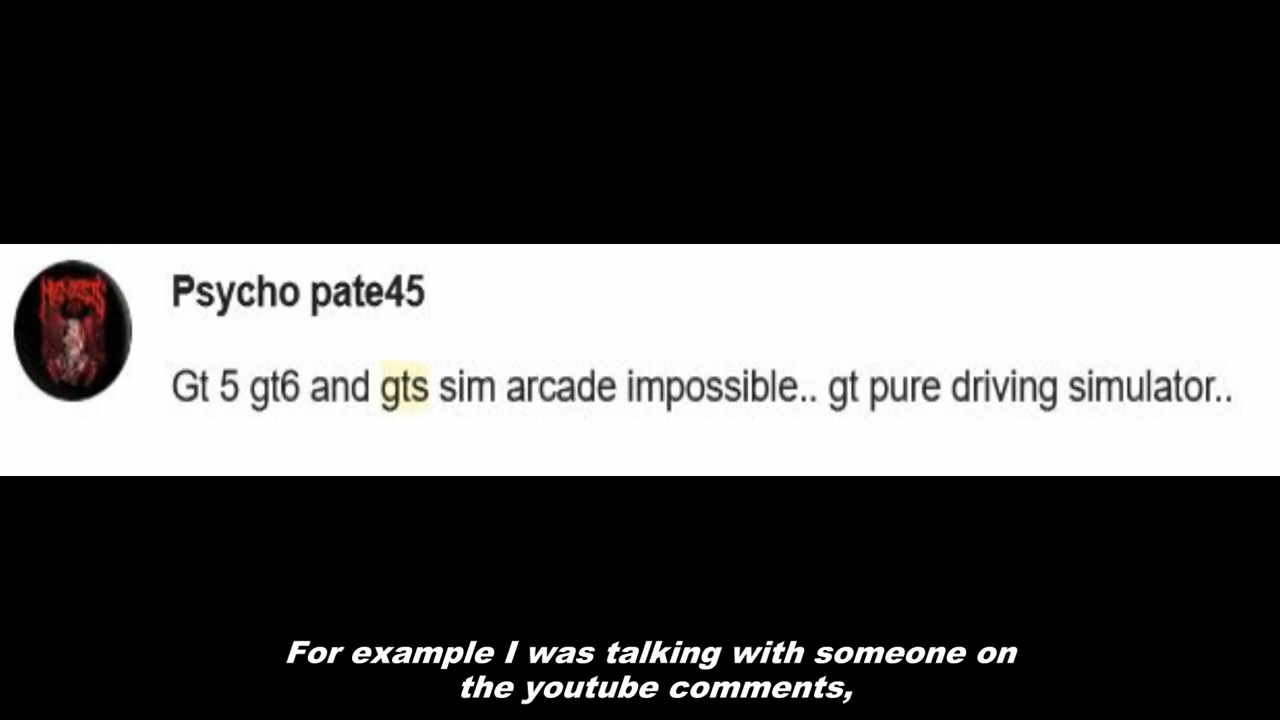 Psycho pate45
Gt 5 gt6 and gts sim arcade impossible.. gt pure driving simulator..
For example I was talking with someone on
the youtube comments,